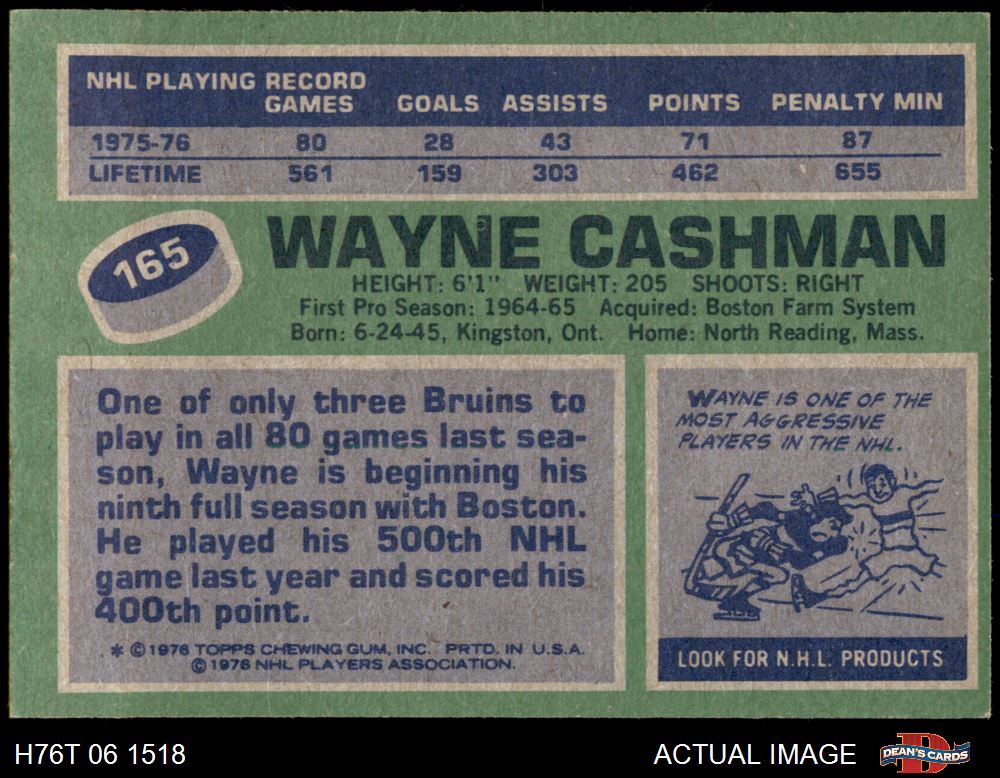 NHL PLAYING RECORD
GAMES GOALS ASSISTS POINTS PENALTY MIN
1975-76 80 28 43 71 87
LIFETIME 561 159 303 462 655
165
WAYNE CASHMAN
HEIGHT: 6'1" WEIGHT: 205 SHOOTS: RIGHT
First Pro Season: 1964-65 Acquired: Boston Farm System
Born: 6-24-45, Kingston, Ont. Home: North Reading, Mass.
One of only three Bruins to
play in all 80 games last sea-
son, Wayne is beginning his
ninth full season with Boston.
He played his 500th NHL
game last year and scored his
400th point.
* ©1976 TOPPS CHEWING GUM, INC. PRTD. IN U.S.A.
©1976 NHL PLAYERS ASSOCIATION.
WAYNE IS ONE OF THE
MOST AGGRESSIVE
PLAYERS IN THE NHL.
LOOK FOR N.H.L. PRODUCTS
H76T 06 1518 ACTUAL IMAGE D DEAN'S CARDS